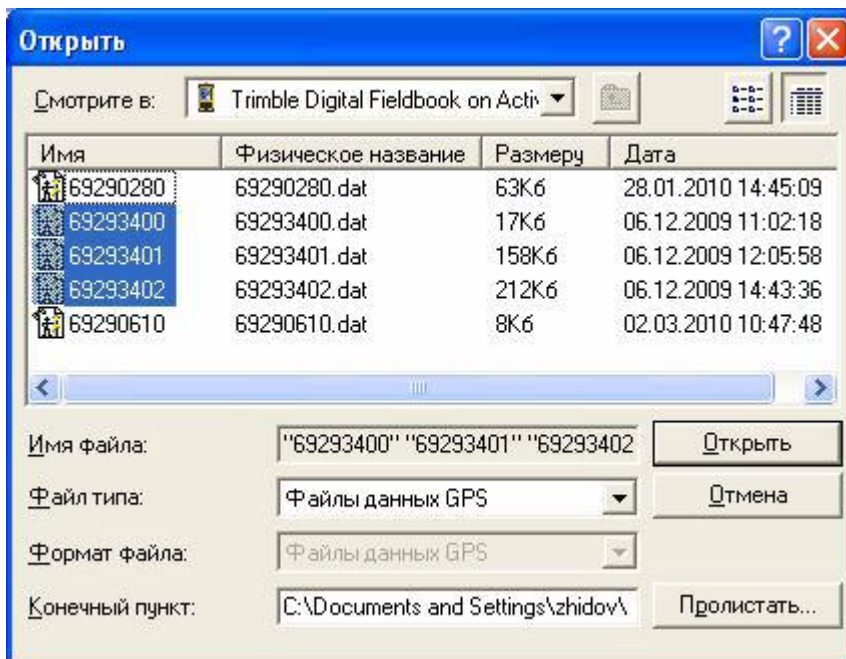 Открыть
Смотрите в: Trimble Digital Fieldbook on Activ
Имя Физическое название Размеру Дата
69290280 69290280.dat 63Кб 28.01.2010 14:45:09
69293400 69293400.dat 17Кб 06.12.2009 11:02:18
69293401 69293401.dat 158Кб 06.12.2009 12:05:58
69293402 69293402.dat 212Кб 06.12.2009 14:43:36
69290610 69290610.dat 8Кб 02.03.2010 10:47:48
Имя файла: "69293400" "69293401" "69293402 Открыть
Файл типа: Файлы данных GPS Отмена
Формат файла: Файлы данных GPS
Конечный пункт: C:\Documents and Settings\zhidov\ Пролистать...